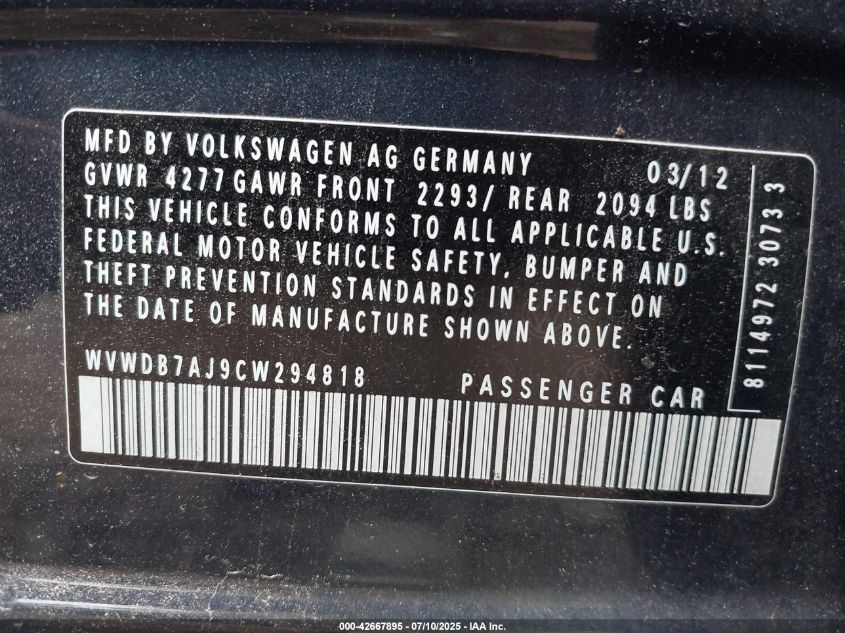 MFD BY VOLKSWAGEN AG GERMANY 03/12
GVWR 4277 GAWR FRONT 2293/ REAR 2094 LBS
THIS VEHICLE CONFORMS TO ALL APPLICABLE U.S.
FEDERAL MOTOR VEHICLE SAFETY, BUMPER AND
THEFT PREVENTION STANDARDS IN EFFECT ON
THE DATE OF MANUFACTURE SHOWN ABOVE.
WVWDB7AJ9CW294818 PASSENGER CAR
8114972 3073 3
000-42667895 - 07/10/2025 - IAA Inc.